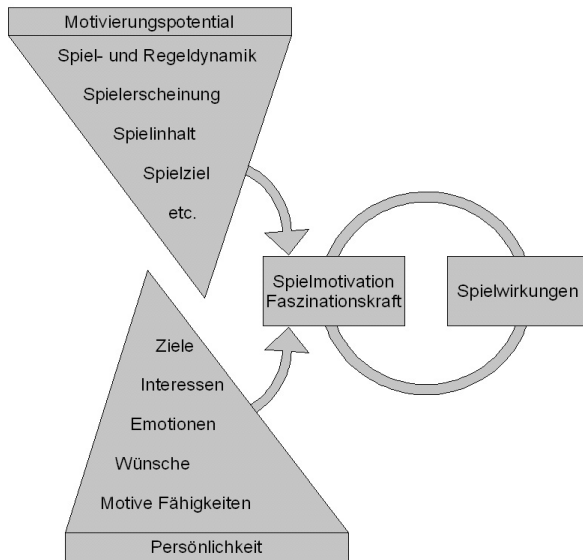 Motivierungspotential
Spiel- und Regeldynamik
Spielerscheinung
Spielinhalt
Spielziel
etc.
Spielmotivation
Faszinationskraft
Spielwirkungen
Ziele
Interessen
Emotionen
Wünsche
Motive Fähigkeiten
Persönlichkeit